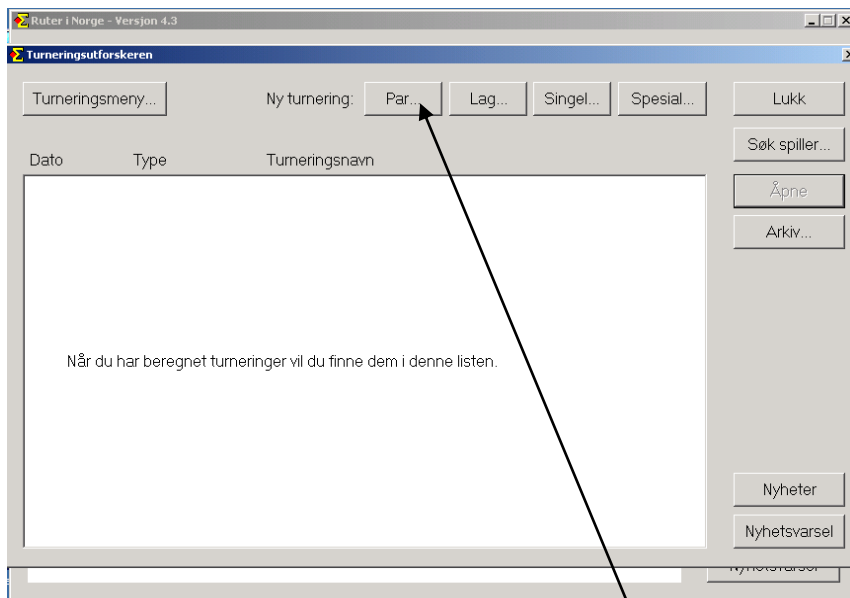 Ruter i Norge - Versjon 4.3
Turneringsutforskeren
Turneringsmeny... Ny turnering: Par... Lag... Singel... Spesial... Lukk
Søk spiller...
Dato Type Turneringsnavn
Åpne
Arkiv...
Når du har beregnet turneringer vil du finne dem i denne listen.
Nyheter
Nyhetsvarsel
Nyhetsvarsel